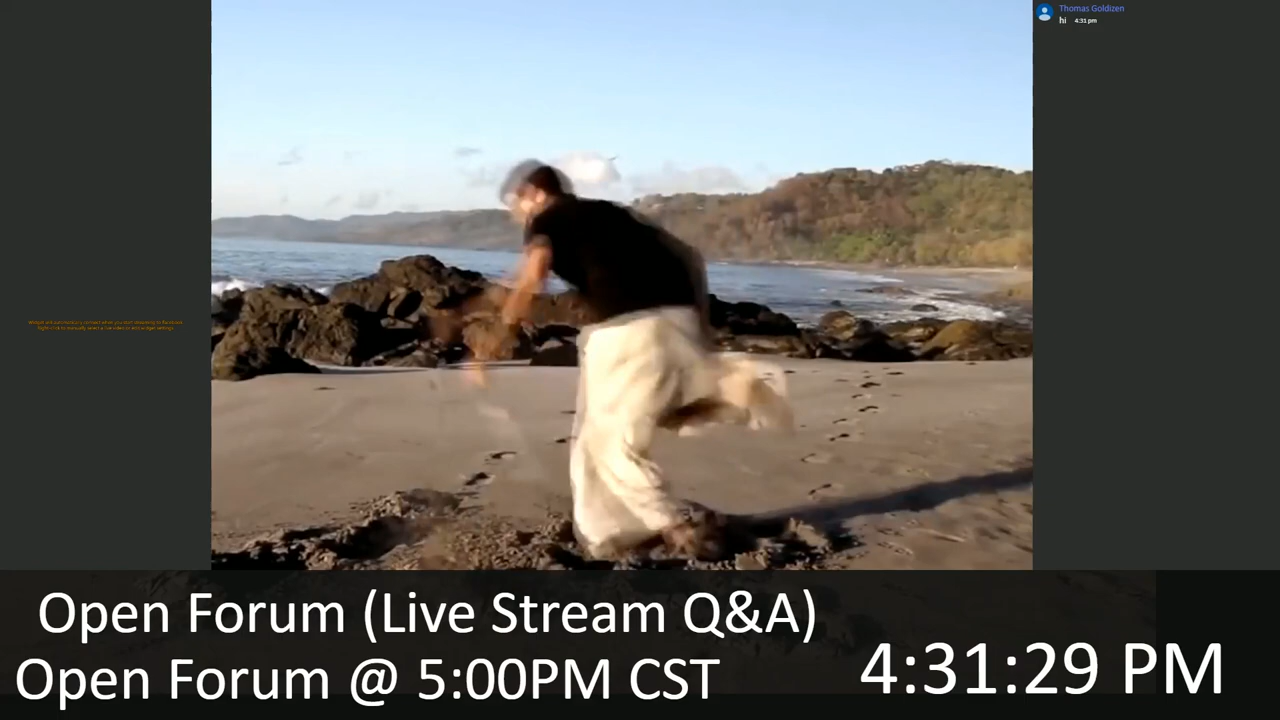 Thomas Goldizen
hi 4:31 pm
Open Forum (Live Stream Q&A)
Open Forum @ 5:00PM CST
4:31:29 PM